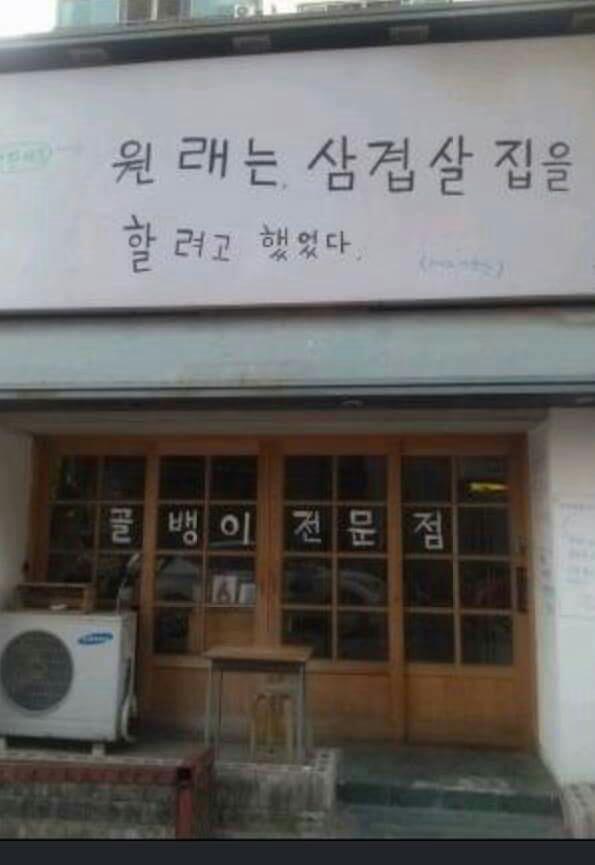 원래는, 삼겹살 집을
할려고 했었다.
골뱅이 전문점
SAMSUNG